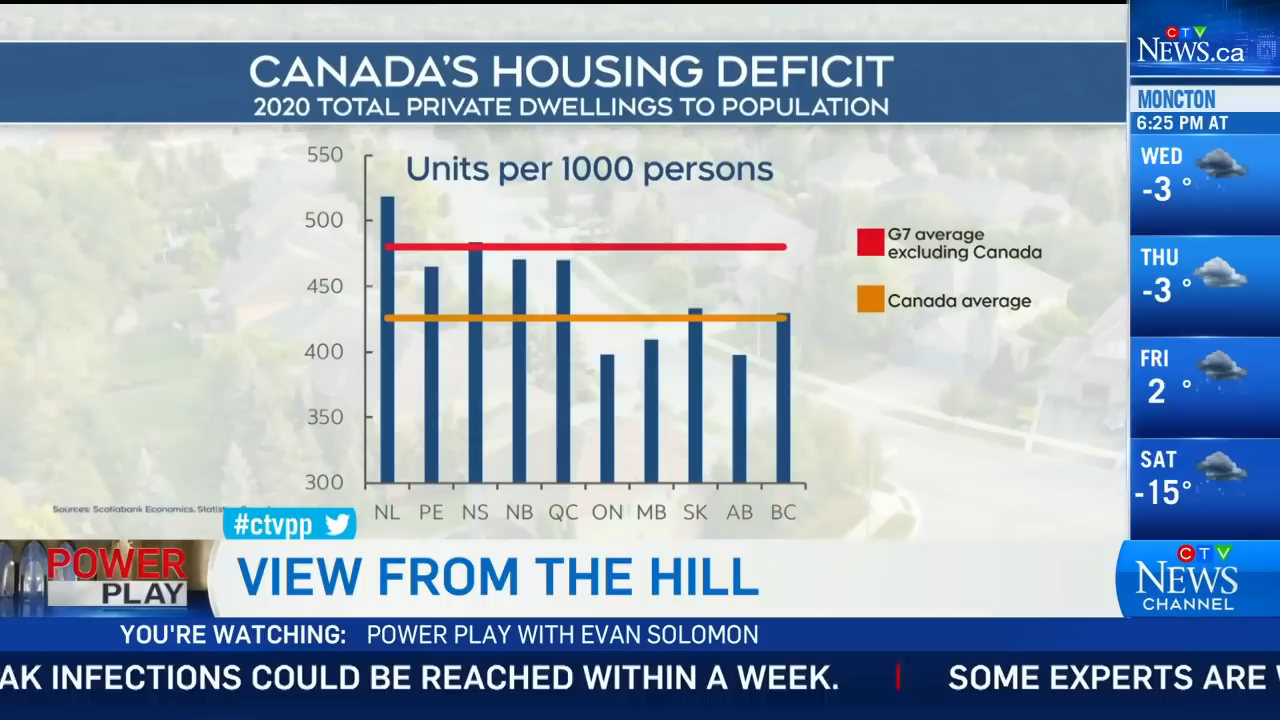 CANADA'S HOUSING DEFICIT
2020 TOTAL PRIVATE DWELLINGS TO POPULATION
Units per 1000 persons
550
500
450
400
350
300
NL PE NS NB QC ON MB SK AB BC
G7 average
excluding Canada
Canada average
Sources: Scotiabank Economics,
#ctvpp
POWER
PLAY
VIEW FROM THE HILL
YOU'RE WATCHING: POWER PLAY WITH EVAN SOLOMON
AK INFECTIONS COULD BE REACHED WITHIN A WEEK. | SOME EXPERTS ARE
CTV
NEWS.ca
MONCTON
6:25 PM AT
WED
-3 °
THU
-3 °
FRI
2 °
SAT
-15°
CTV
NEWS
CHANNEL